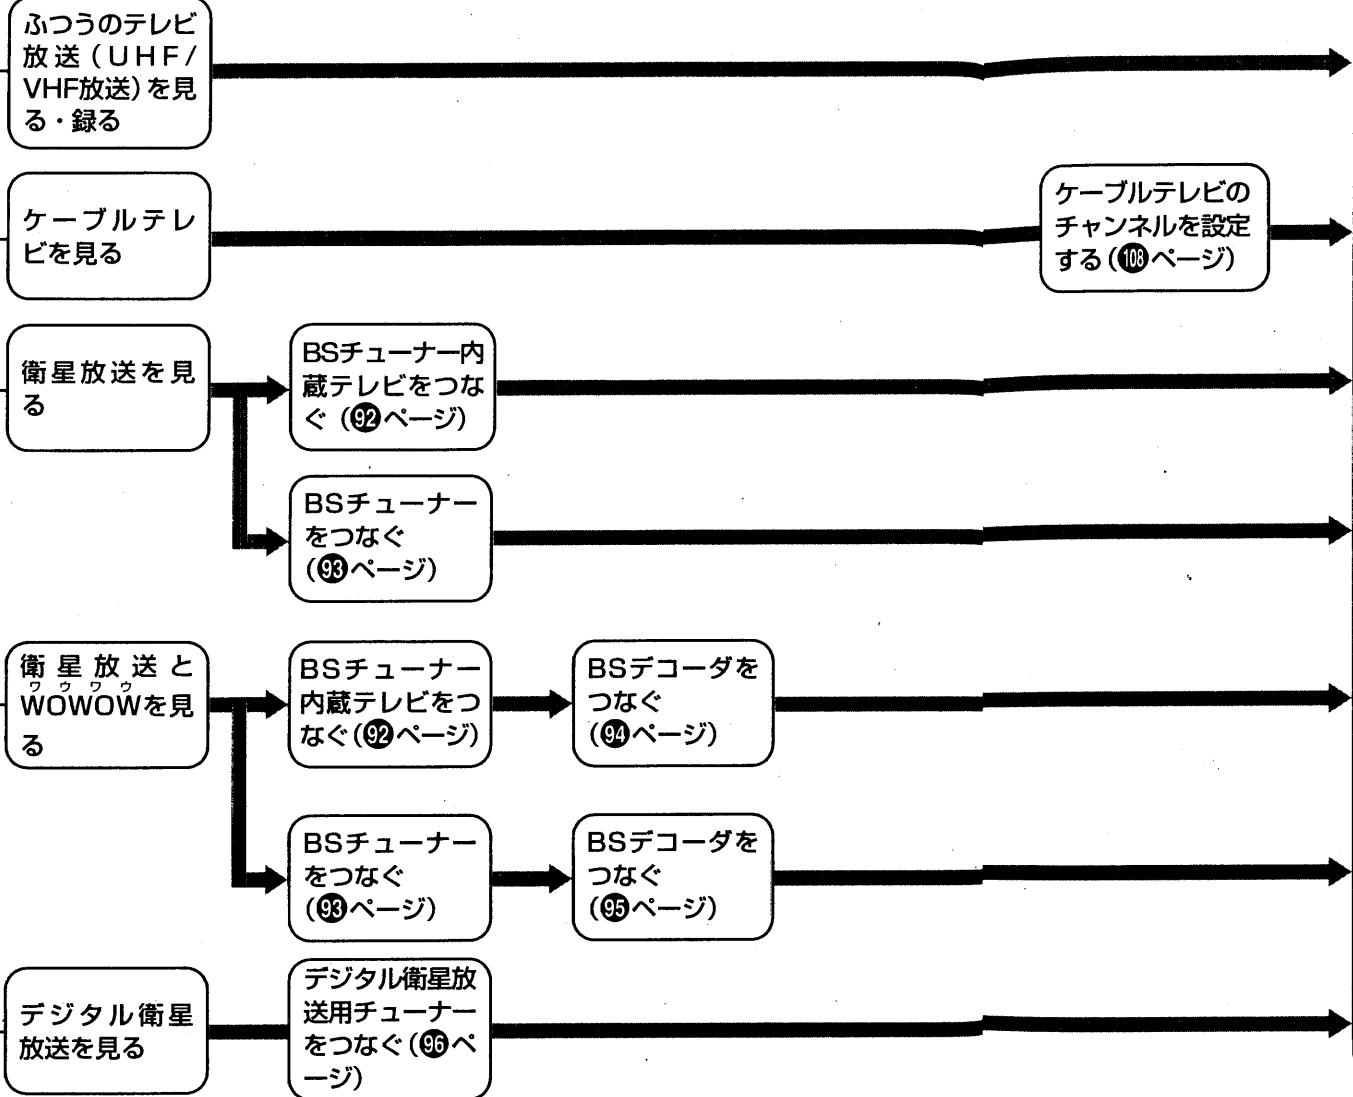 ふつうのテレビ
放送(UHF/
VHF放送)を見
る・録る
ケーブルテレ
ビを見る
ケーブルテレビの
チャンネルを設定
する(108ページ)
衛星放送を見
る
BSチューナー内
蔵テレビをつな
ぐ(92ページ)
BSチューナー
をつなぐ
(93ページ)
衛星放送と
ワウワウ
WOWOWを見
る
BSチューナー
内蔵テレビをつ
なぐ(92ページ)
BSデコーダを
つなぐ
(94ページ)
BSチューナー
をつなぐ
(93ページ)
BSデコーダを
つなぐ
(95ページ)
デジタル衛星
放送を見る
デジタル衛星放
送用チューナー
をつなぐ(96ペ
ージ)